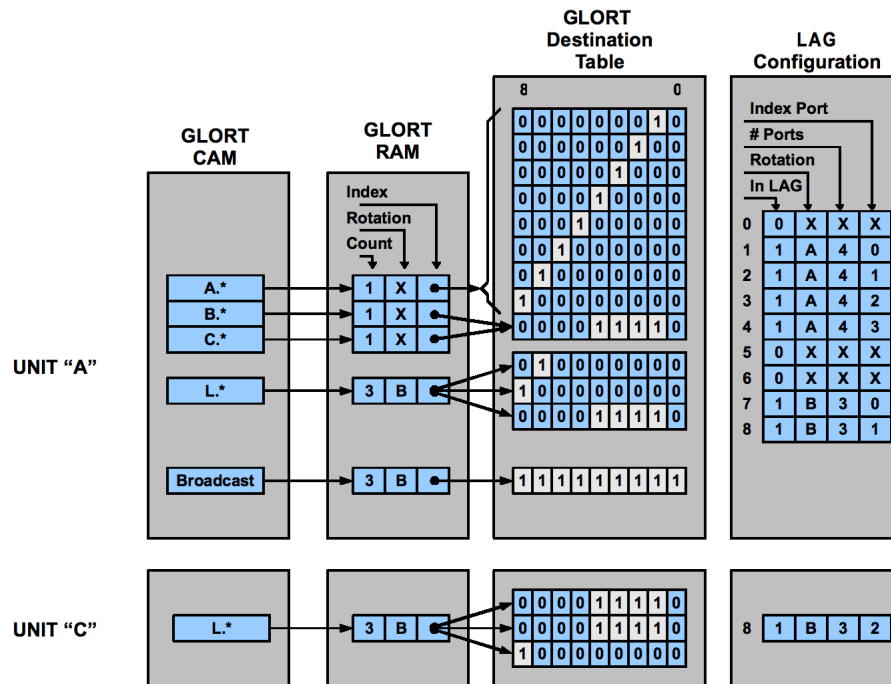 GLORT
Destination
Table
LAG
Configuration
GLORT
CAM
GLORT
RAM
8 0
Index Port
# Ports
Rotation
In LAG
Index
Rotation
Count
0 0 0 0 0 0 0 1 0
0 0 0 0 0 0 1 0 0
0 0 0 0 0 1 0 0 0
0 0 0 0 1 0 0 0 0
0 0 0 1 0 0 0 0 0
0 0 1 0 0 0 0 0 0
0 1 0 0 0 0 0 0 0
1 0 0 0 0 0 0 0 0
0 0 0 0 1 1 1 1 0
0 0 X X X
1 1 A 4 0
2 1 A 4 1
3 1 A 4 2
4 1 A 4 3
5 0 X X X
6 0 X X X
7 1 B 3 0
8 1 B 3 1
A.* 1 X
B.* 1 X
C.* 1 X
UNIT “A”
L.* 3 B
0 1 0 0 0 0 0 0 0
1 0 0 0 0 0 0 0 0
0 0 0 0 1 1 1 1 0
Broadcast 3 B 1 1 1 1 1 1 1 1 1
UNIT “C”
L.* 3 B
0 0 0 0 1 1 1 1 0
0 0 0 0 1 1 1 1 0
1 0 0 0 0 0 0 0 0
8 1 B 3 2